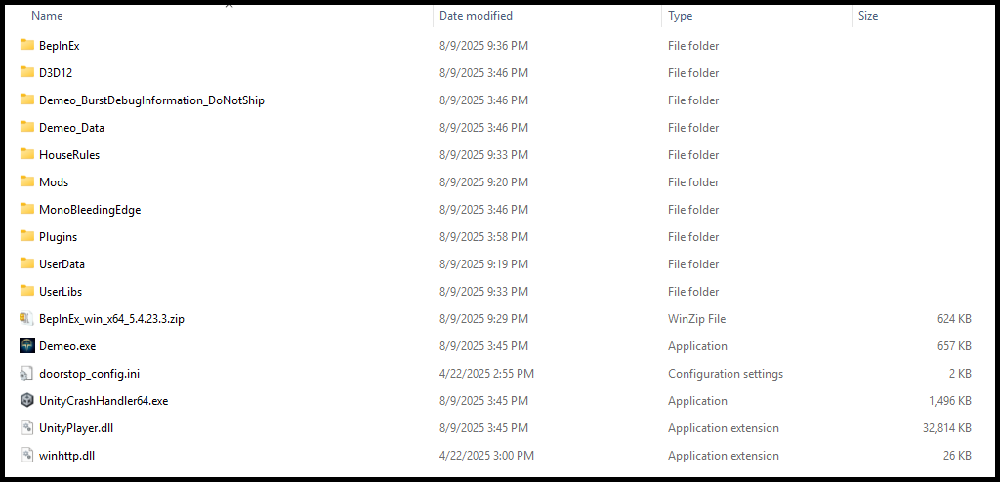 Name Date modified Type Size
BepInEx 8/9/2025 9:36 PM File folder
D3D12 8/9/2025 3:46 PM File folder
Demeo_BurstDebugInformation_DoNotShip 8/9/2025 3:46 PM File folder
Demeo_Data 8/9/2025 3:46 PM File folder
HouseRules 8/9/2025 9:33 PM File folder
Mods 8/9/2025 9:20 PM File folder
MonoBleedingEdge 8/9/2025 3:46 PM File folder
Plugins 8/9/2025 3:58 PM File folder
UserData 8/9/2025 9:19 PM File folder
UserLibs 8/9/2025 9:33 PM File folder
BepInEx_win_x64_5.4.23.3.zip 8/9/2025 9:29 PM WinZip File 624 KB
Demeo.exe 8/9/2025 3:45 PM Application 657 KB
doorstop_config.ini 4/22/2025 2:55 PM Configuration settings 2 KB
UnityCrashHandler64.exe 8/9/2025 3:45 PM Application 1,496 KB
UnityPlayer.dll 8/9/2025 3:45 PM Application extension 32,814 KB
winhttp.dll 4/22/2025 3:00 PM Application extension 26 KB